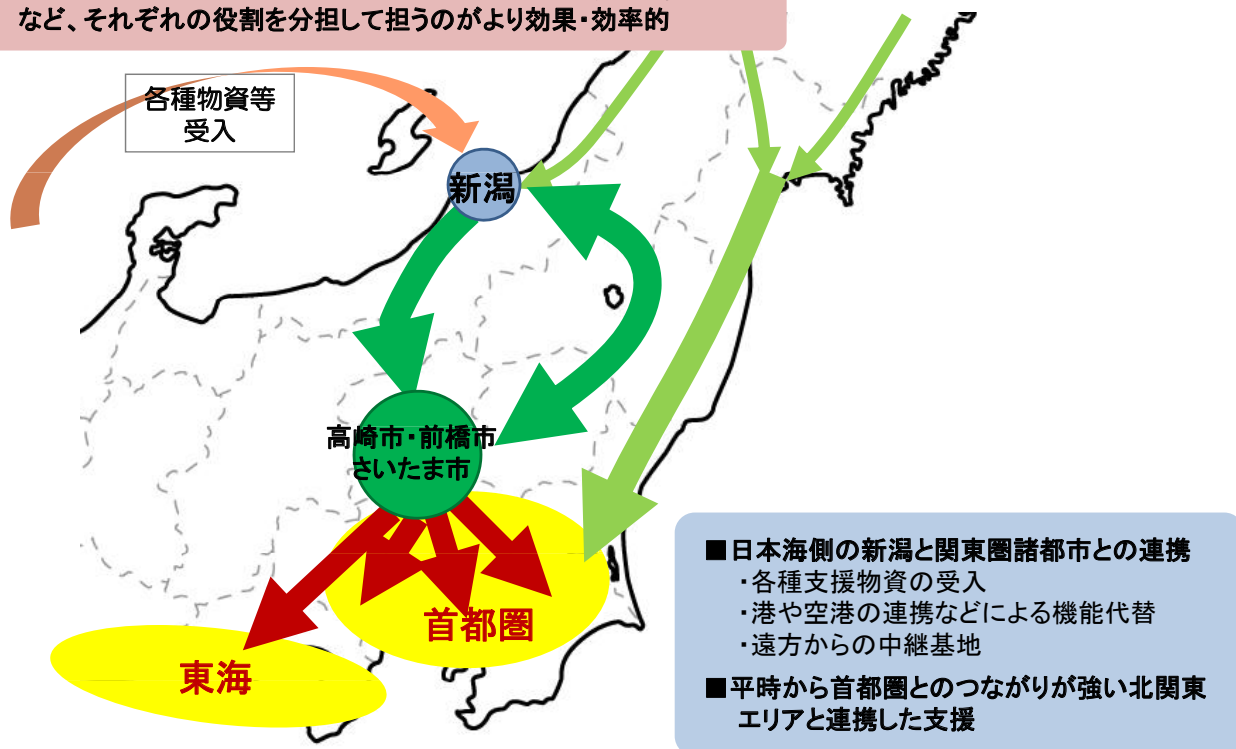 など、それぞれの役割を分担して担うのがより効果・効率的
各種物資等
受入
新潟
高崎市・前橋市
さいたま市
首都圏
東海
■日本海側の新潟と関東圏諸都市との連携
・各種支援物資の受入
・港や空港の連携などによる機能代替
・遠方からの中継基地
■平時から首都圏とのつながりが強い北関東
エリアと連携した支援